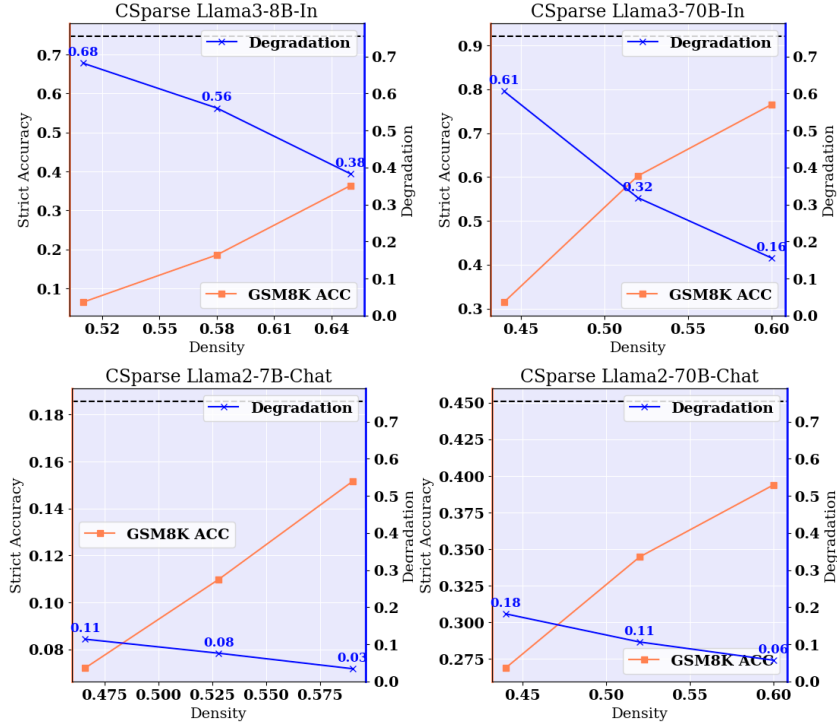 CSparse Llama3-8B-In
CSparse Llama3-70B-In
Degradation
0.68
0.56
0.38
GSM8K ACC
Strict Accuracy
0.7
0.6
0.5
0.4
0.3
0.2
0.1
0.52 0.55 0.58 0.61 0.64
Density
0.7
0.6
0.5
0.4
0.3
0.2
0.1
0.0
Degradation
Degradation
0.61
0.32
0.16
GSM8K ACC
Strict Accuracy
0.9
0.8
0.7
0.6
0.5
0.4
0.3
0.45 0.50 0.55 0.60
Density
0.7
0.6
0.5
0.4
0.3
0.2
0.1
0.0
Degradation
CSparse Llama2-7B-Chat
CSparse Llama2-70B-Chat
Degradation
GSM8K ACC
0.11
0.08
0.03
Strict Accuracy
0.18
0.16
0.14
0.12
0.10
0.08
0.475 0.500 0.525 0.550 0.575
Density
0.7
0.6
0.5
0.4
0.3
0.2
0.1
0.0
Degradation
Degradation
0.18
0.11
0.06
GSM8K ACC
Strict Accuracy
0.450
0.425
0.400
0.375
0.350
0.325
0.300
0.275
0.45 0.50 0.55 0.60
Density
0.7
0.6
0.5
0.4
0.3
0.2
0.1
0.0
Degradation